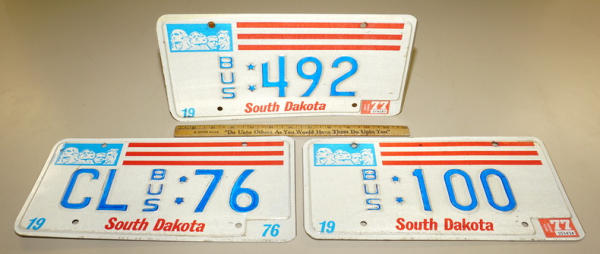 BUS 492
19 77
South Dakota
"Do Unto Others As You Would Have Them Do Unto You"
CL BUS 76
19 South Dakota 76
BUS 100
19 South Dakota 77